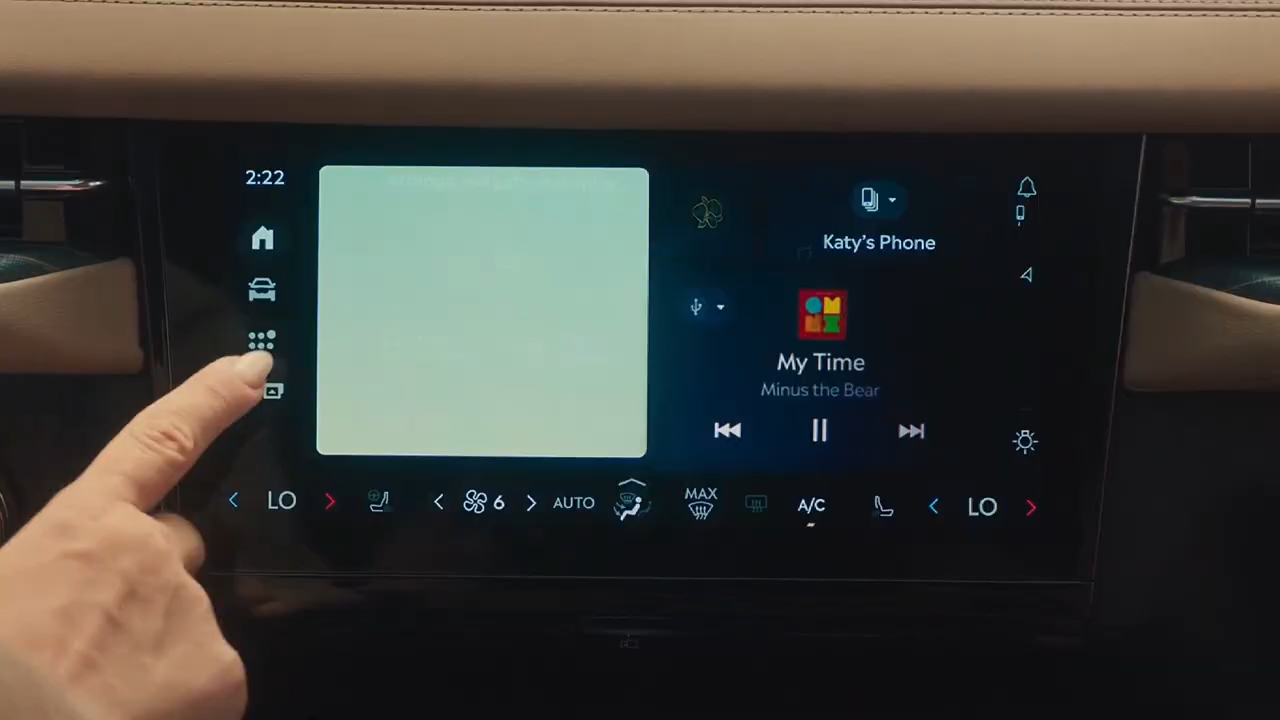 2:22
Katy's Phone
My Time
Minus the Bear
LO
6
AUTO
MAX
A/C
LO